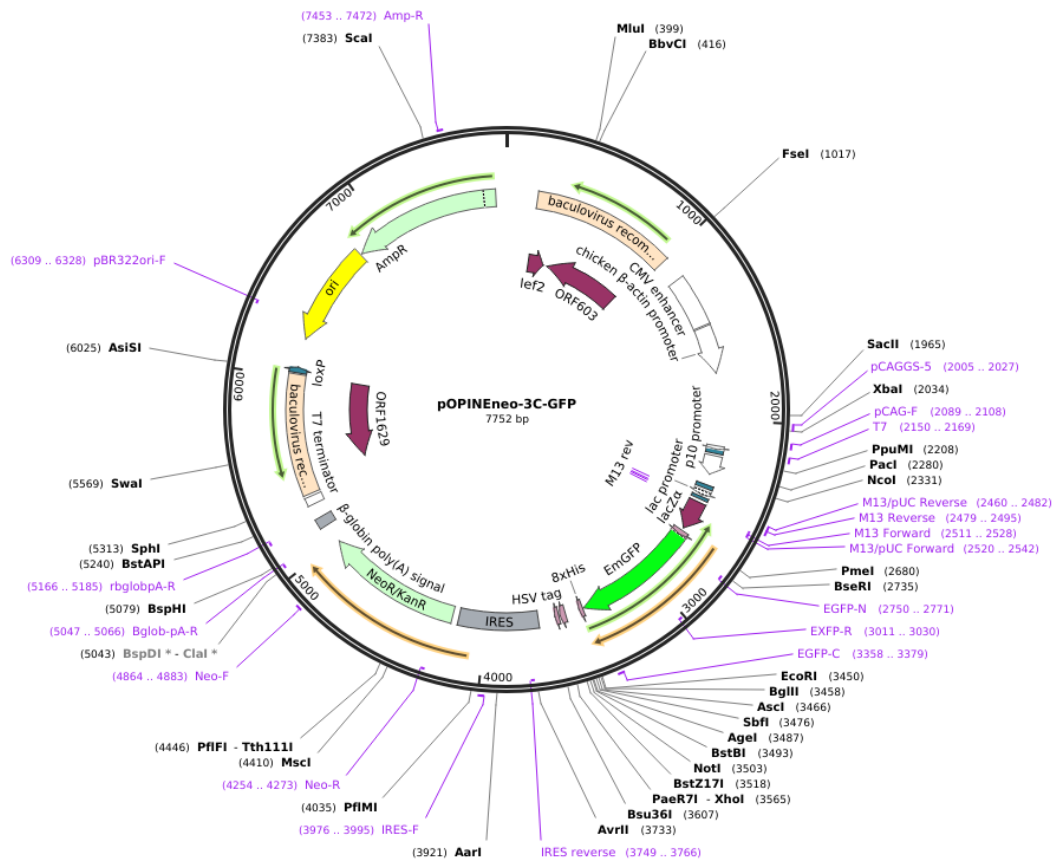 (7453 .. 7472) Amp-R
(7383) ScaI
MluI (399)
BbvCI (416)
FseI (1017)
SacII (1965)
pCAGGS-5 (2005 .. 2027)
XbaI (2034)
pCAG-F (2089 .. 2108)
T7 (2150 .. 2169)
PpuMI (2208)
PacI (2280)
NcoI (2331)
M13/pUC Reverse (2460 .. 2482)
M13 Reverse (2479 .. 2495)
M13 Forward (2511 .. 2528)
M13/pUC Forward (2520 .. 2542)
PmeI (2680)
BseRI (2735)
EGFP-N (2750 .. 2771)
EXFP-R (3011 .. 3030)
EGFP-C (3358 .. 3379)
EcoRI (3450)
BglII (3458)
AscI (3466)
SbfI (3476)
AgeI (3487)
BstBI (3493)
NotI (3503)
BstZ17I (3518)
PaeR7I - XhoI (3565)
Bsu36I (3607)
AvrII (3733)
IRES reverse (3749 .. 3766)
(3921) AarI
(3976 .. 3995) IRES-F
(4035) PflMI
(4254 .. 4273) Neo-R
(4410) MscI
(4446) PflFI - Tth111I
(4864 .. 4883) Neo-F
(5043) BspDI * - ClaI *
(5047 .. 5066) Bglob-pA-R
(5079) BspHI
(5166 .. 5185) rbglobpA-R
(5240) BstAPI
(5313) SphI
(5569) SwaI
(6025) AsiSI
(6309 .. 6328) pBR322ori-F
1000
2000
3000
4000
5000
6000
7000
baculovirus recom...
lef2
ORF603
CMV enhancer
chicken β-actin promoter
p10 promoter
M13 rev
lac promoter
lacZα
EmGFP
8xHis
HSV tag
IRES
NeoR/KanR
β-globin poly(A) signal
T7 terminator
baculovirus rec...
loxP
ORF1629
ori
AmpR
pOPINEneo-3C-GFP
7752 bp